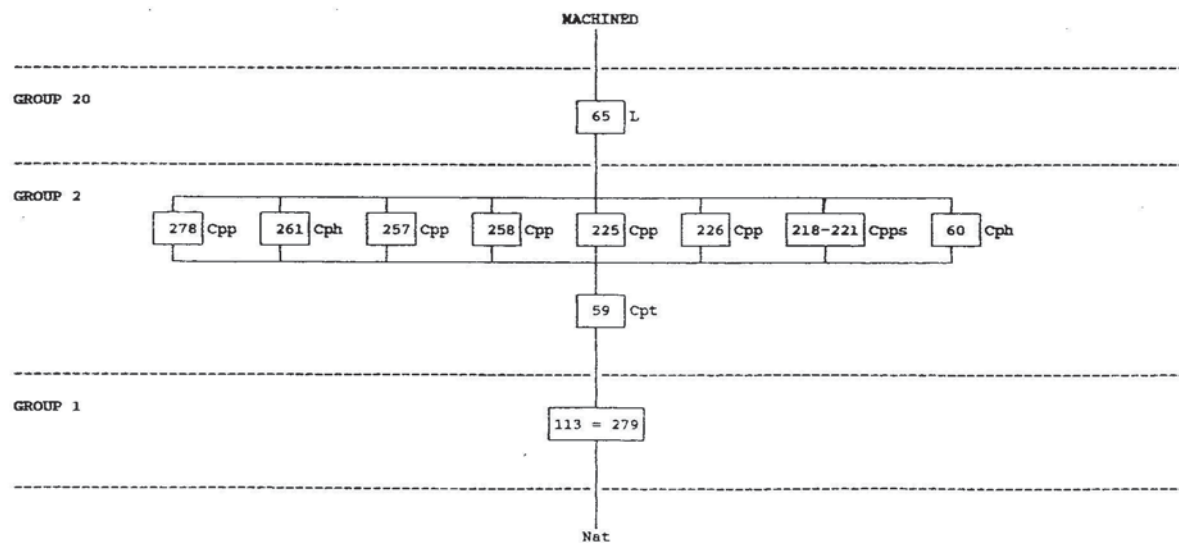 MACHINED
GROUP 20
65 L
GROUP 2
278 Cpp 261 Cph 257 Cpp 258 Cpp 225 Cpp 226 Cpp 218-221 Cpps 60 Cph
59 Cpt
GROUP 1
113 = 279
Nat